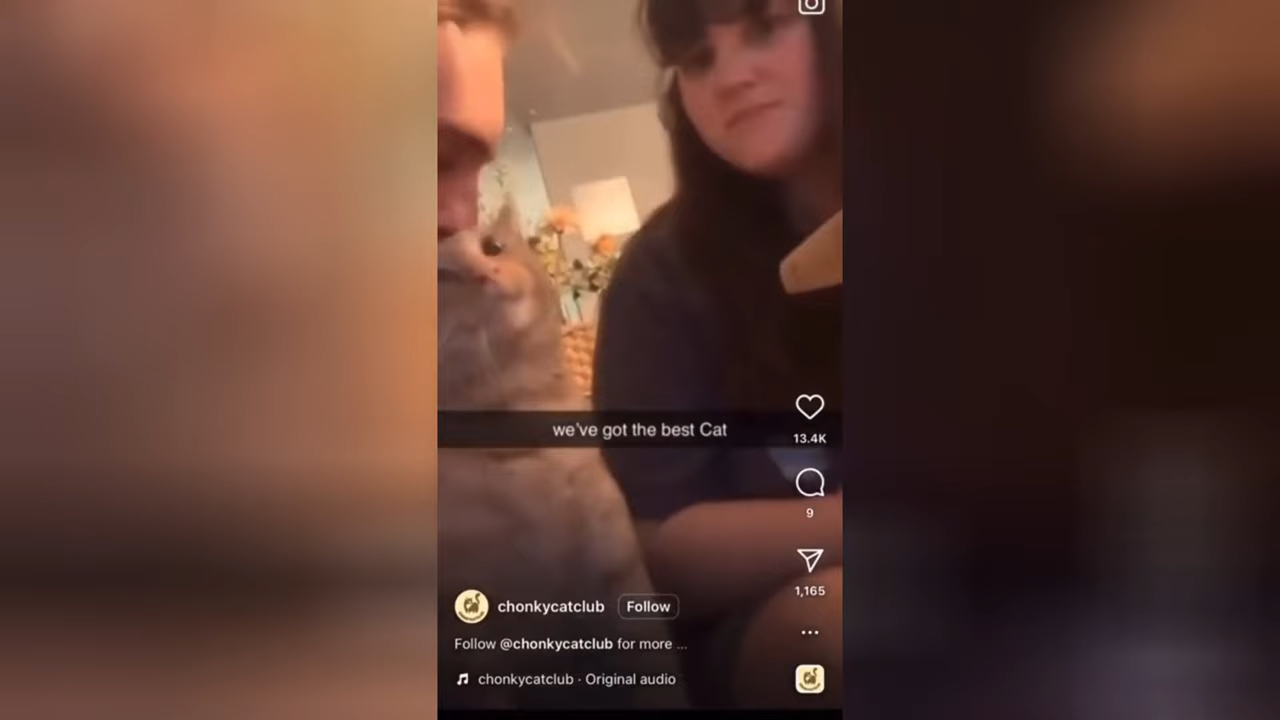 we've got the best Cat
13.4K
9
1,165
chonkycatclub
Follow
Follow @chonkycatclub for more ...
chonkycatclub · Original audio